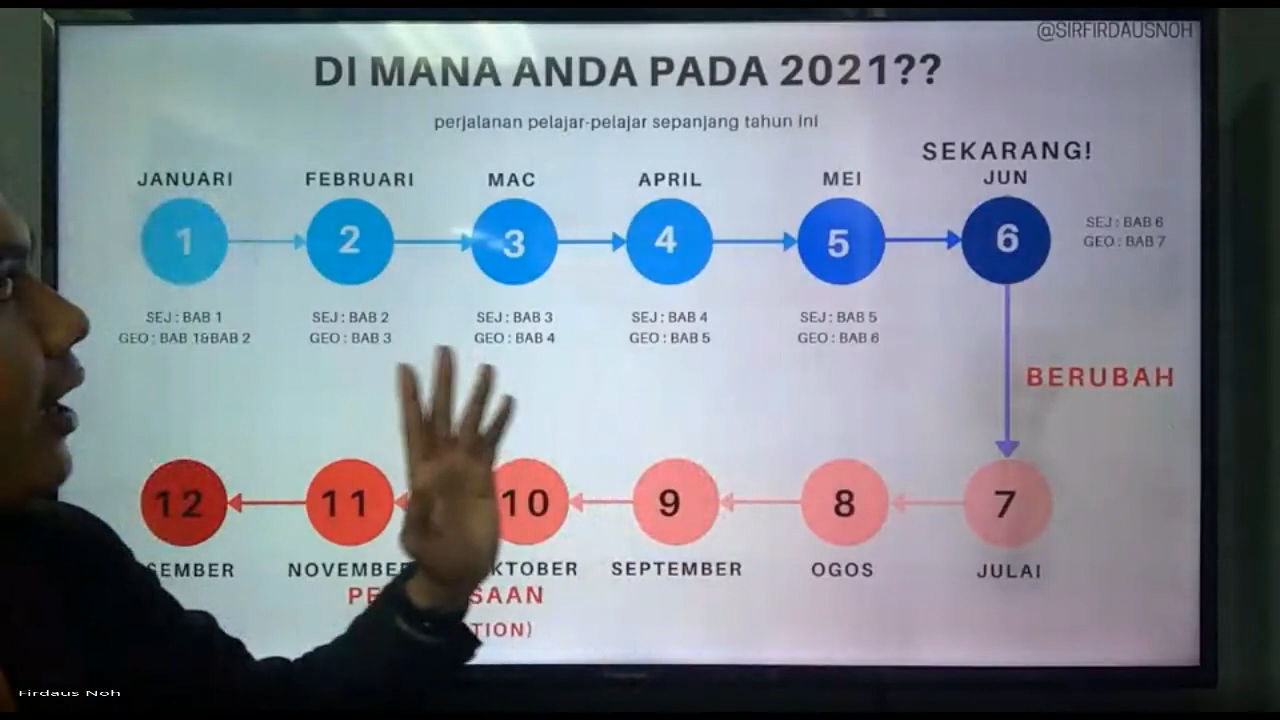 @SIRFIRDAUSNOH
DI MANA ANDA PADA 2021??
perjalanan pelajar-pelajar sepanjang tahun ini
SEKARANG!
JANUARI FEBRUARI MAC APRIL MEI JUN
1 2 3 4 5 6
SEJ : BAB 6
GEO : BAB 7
SEJ : BAB 1 SEJ : BAB 2 SEJ : BAB 3 SEJ : BAB 4 SEJ : BAB 5
GEO : BAB 1&BAB 2 GEO : BAB 3 GEO : BAB 4 GEO : BAB 5 GEO : BAB 6
BERUBAH
12 11 10 9 8 7
SEMBER NOVEMBER KTOBER SEPTEMBER OGOS JULAI
SAAN
TION)
Firdaus Noh